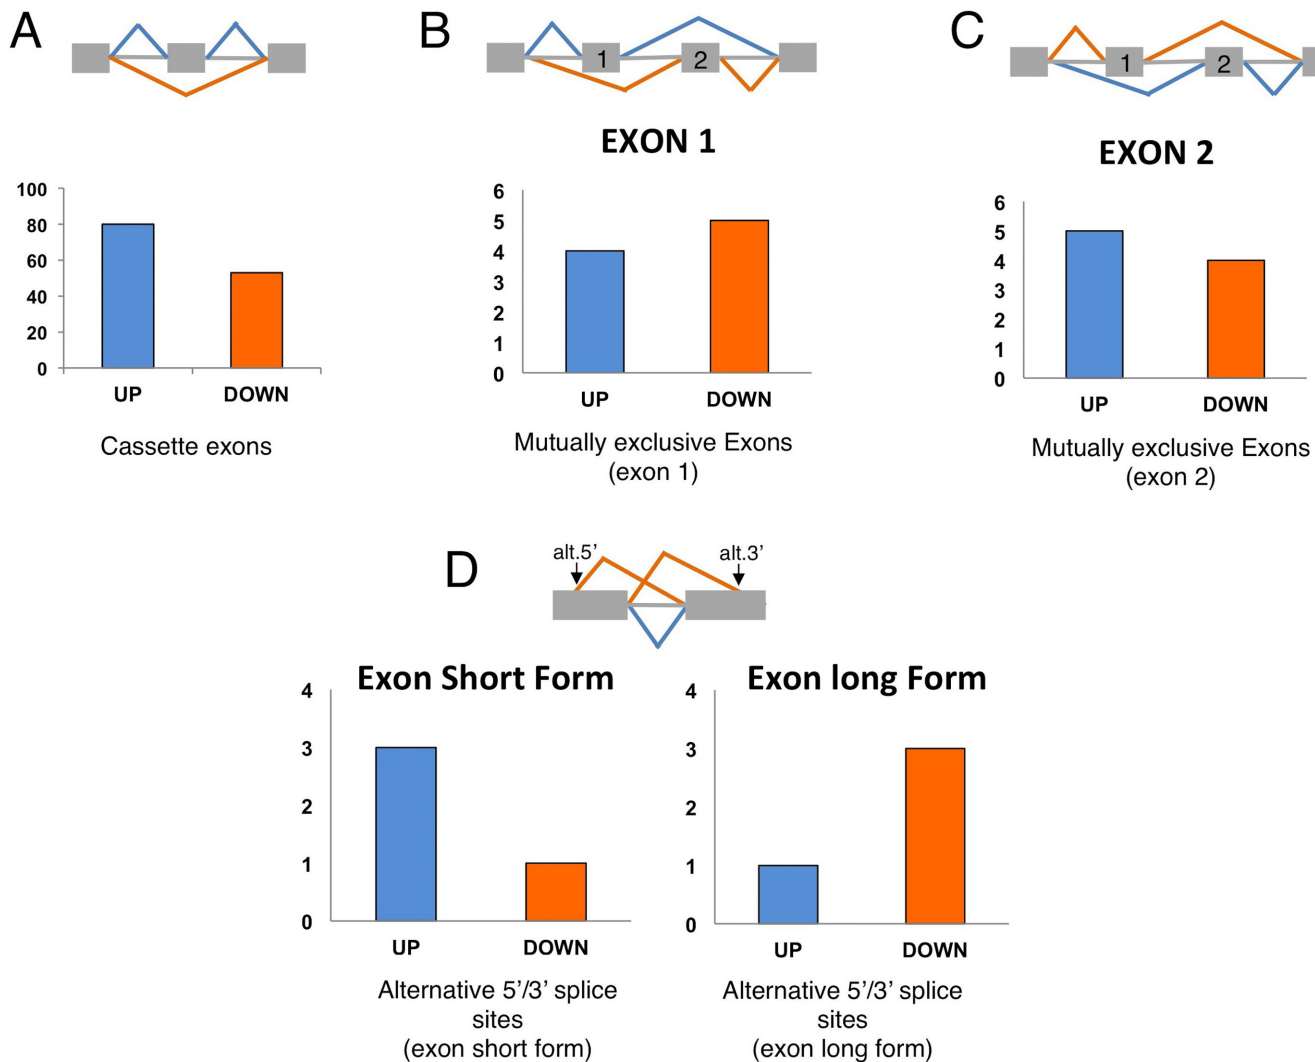 A
B
C
1
2
1
2
EXON 1
EXON 2
100
80
60
40
20
0
UP
DOWN
Cassette exons
6
5
4
3
2
1
0
UP
DOWN
Mutually exclusive Exons
(exon 1)
6
5
4
3
2
1
0
UP
DOWN
Mutually exclusive Exons
(exon 2)
D
alt.5’
alt.3’
Exon Short Form
4
3
2
1
0
UP
DOWN
Alternative 5’/3’ splice
sites
(exon short form)
Exon long Form
4
3
2
1
0
UP
DOWN
Alternative 5’/3’ splice
sites
(exon long form)